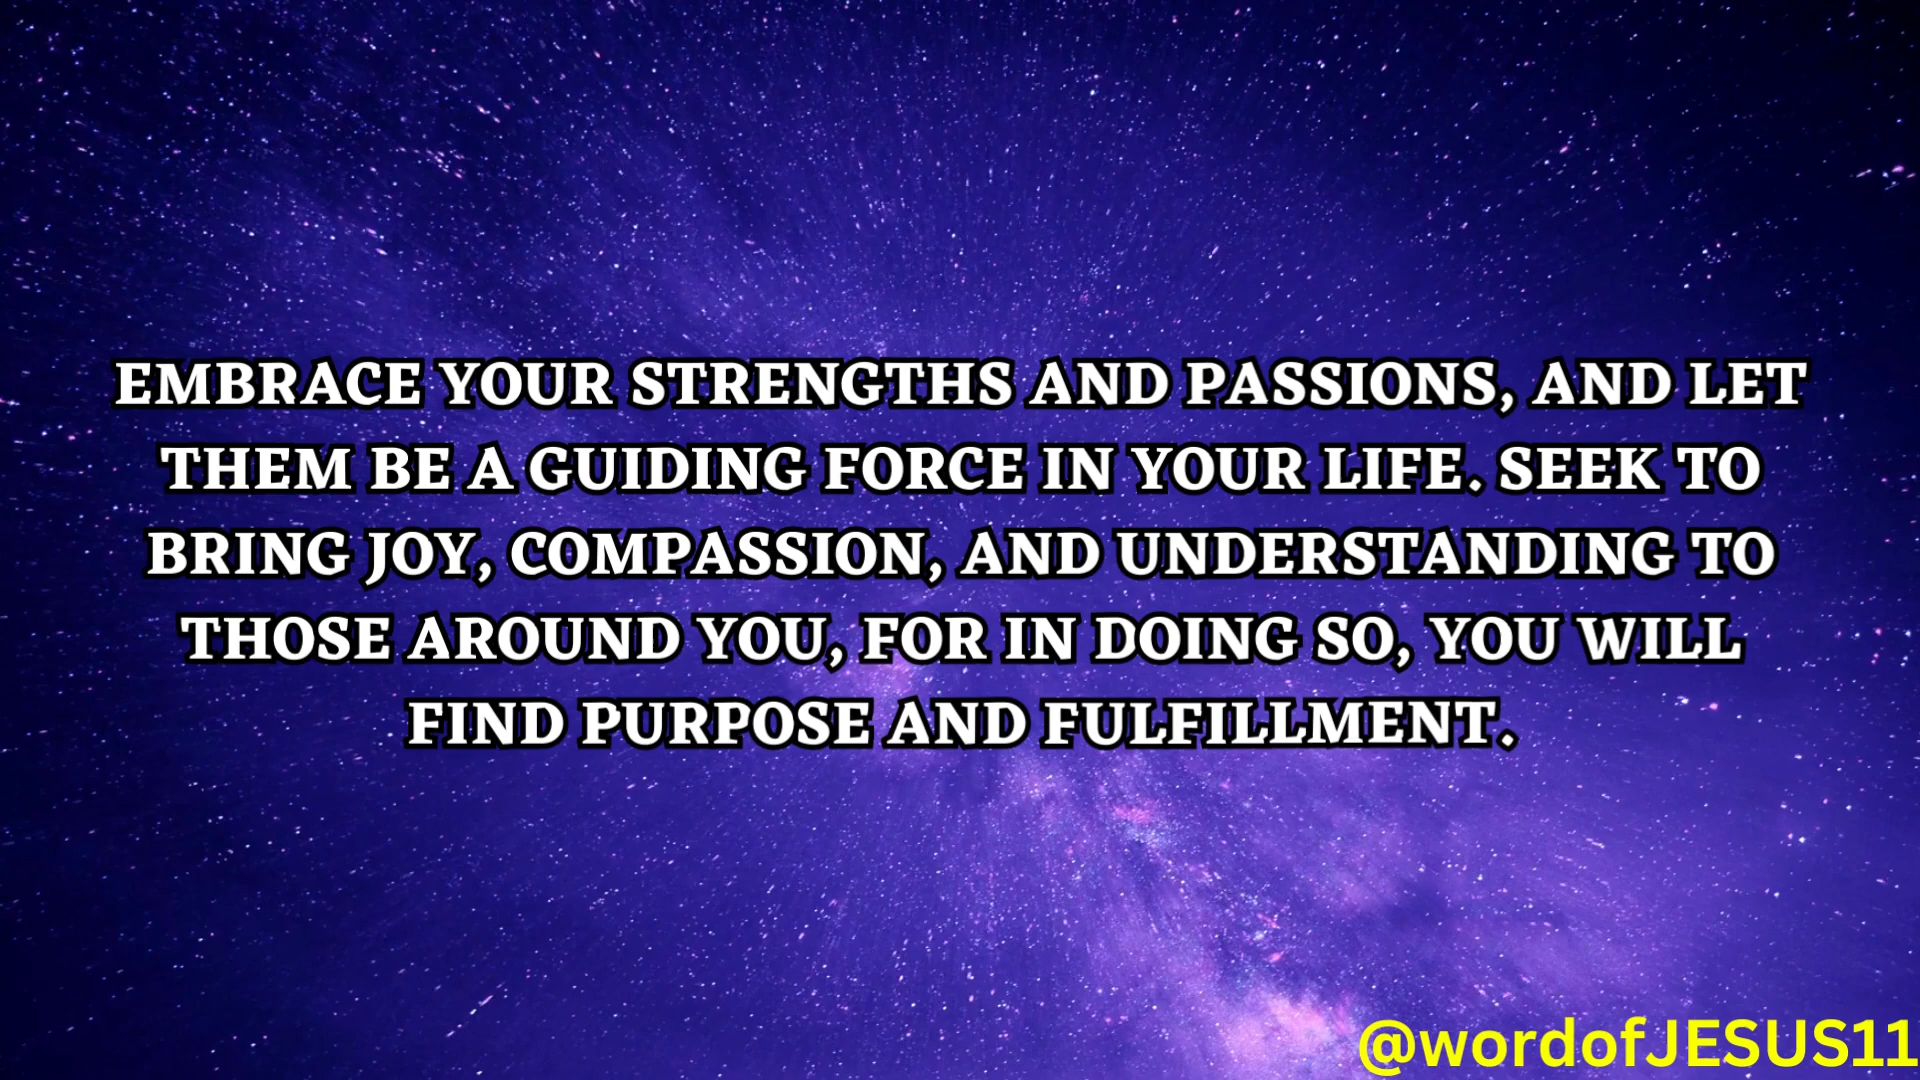 EMBRACE YOUR STRENGTHS AND PASSIONS, AND LET
THEM BE A GUIDING FORCE IN YOUR LIFE. SEEK TO
BRING JOY, COMPASSION, AND UNDERSTANDING TO
THOSE AROUND YOU, FOR IN DOING SO, YOU WILL
FIND PURPOSE AND FULFILLMENT.
@wordofJESUS11